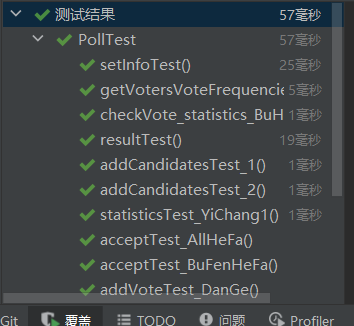 测试结果 57毫秒
PollTest 57毫秒
setInfoTest() 25毫秒
getVotersVoteFrequencie 5毫秒
checkVote_statistics_BuH 1毫秒
resultTest() 19毫秒
addCandidatesTest_1() 1毫秒
addCandidatesTest_2() 1毫秒
statisticsTest_YiChang1() 1毫秒
acceptTest_AllHeFa()
acceptTest_BuFenHeFa()
addVoteTest_DanGe()
Git 覆盖 TODO 问题 Profiler